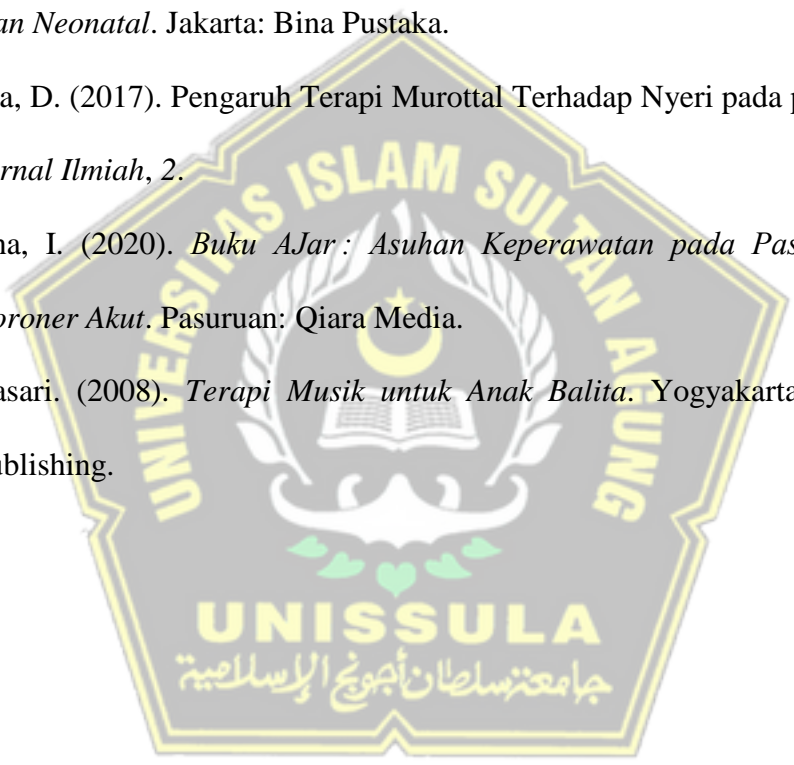 an Neonatal. Jakarta: Bina Pustaka.
a, D. (2017). Pengaruh Terapi Murottal Terhadap Nyeri pada p
rnal Ilmiah, 2.
na, I. (2020). Buku AJar : Asuhan Keperawatan pada Pas
oroner Akut. Pasuruan: Qiara Media.
asari. (2008). Terapi Musik untuk Anak Balita. Yogyakarta
ublishing.
UNIVERSITAS ISLAM SULTAN AGUNG
UNISSULA
جامعة سلطان أجونج الإسلامية